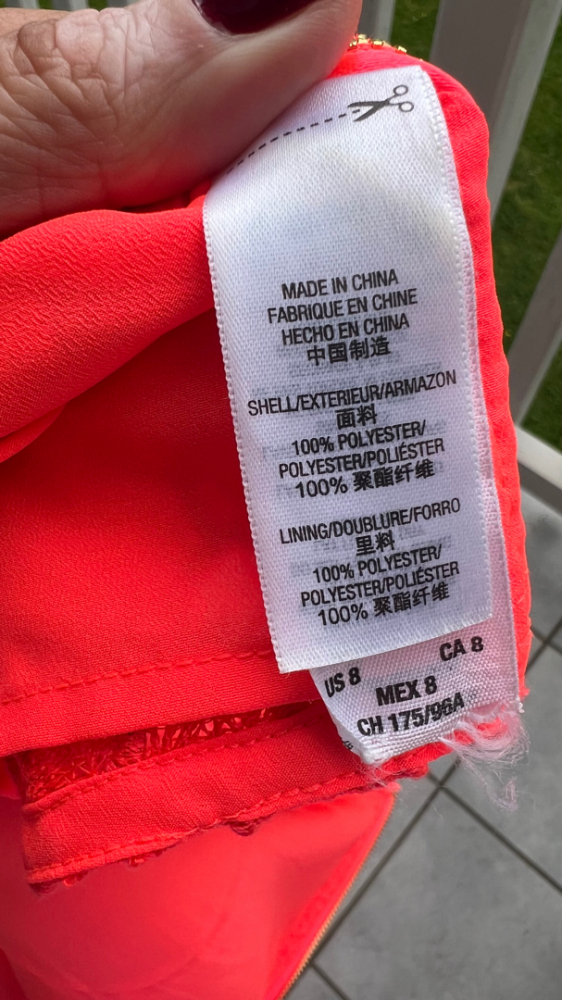 MADE IN CHINA
FABRIQUE EN CHINE
HECHO EN CHINA
中国制造
SHELL/EXTERIEUR/ARMAZON
面料
100% POLYESTER/
POLYESTER/POLIÉSTER
100% 聚酯纤维
LINING/DOUBLURE/FORRO
里料
100% POLYESTER/
POLYESTER/POLIÉSTER
100% 聚酯纤维
US 8 CA 8
MEX 8
CH 175/96A